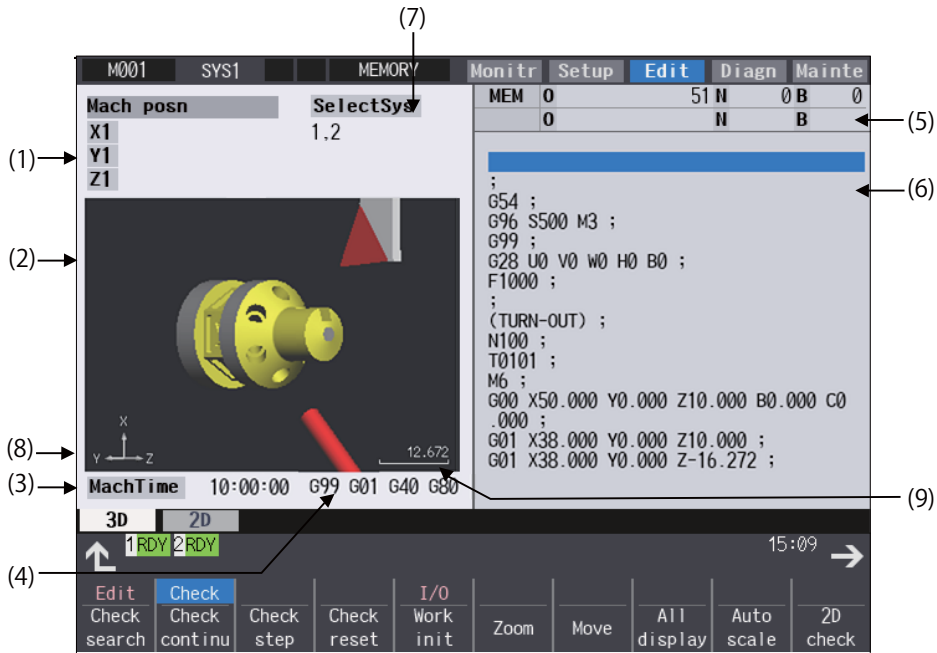 (7)
M001 SYS1 MEMORY Monitr Setup Edit Diagn Mainte
Mach posn SelectSys MEM O 51 N 0 B 0
O N B (5)
X1 1,2
(1) Y1
Z1
(6)
;
G54 ;
G96 S500 M3 ;
G99 ;
(2) G28 U0 V0 W0 H0 B0 ;
F1000 ;
;
(TURN-OUT) ;
N100 ;
T0101 ;
M6 ;
G00 X50.000 Y0.000 Z10.000 B0.000 C0
.000 ;
G01 X38.000 Y0.000 Z10.000 ;
G01 X38.000 Y0.000 Z-16.272 ;
X
(8) Y Z 12.672
(3) MachTime 10:00:00 G99 G01 G40 G80 (9)
3D 2D
1 RDY 2 RDY 15:09
(4)
Edit Check I/O
Check Check Check Check Work Zoom Move All Auto 2D
search continu step reset init display scale check